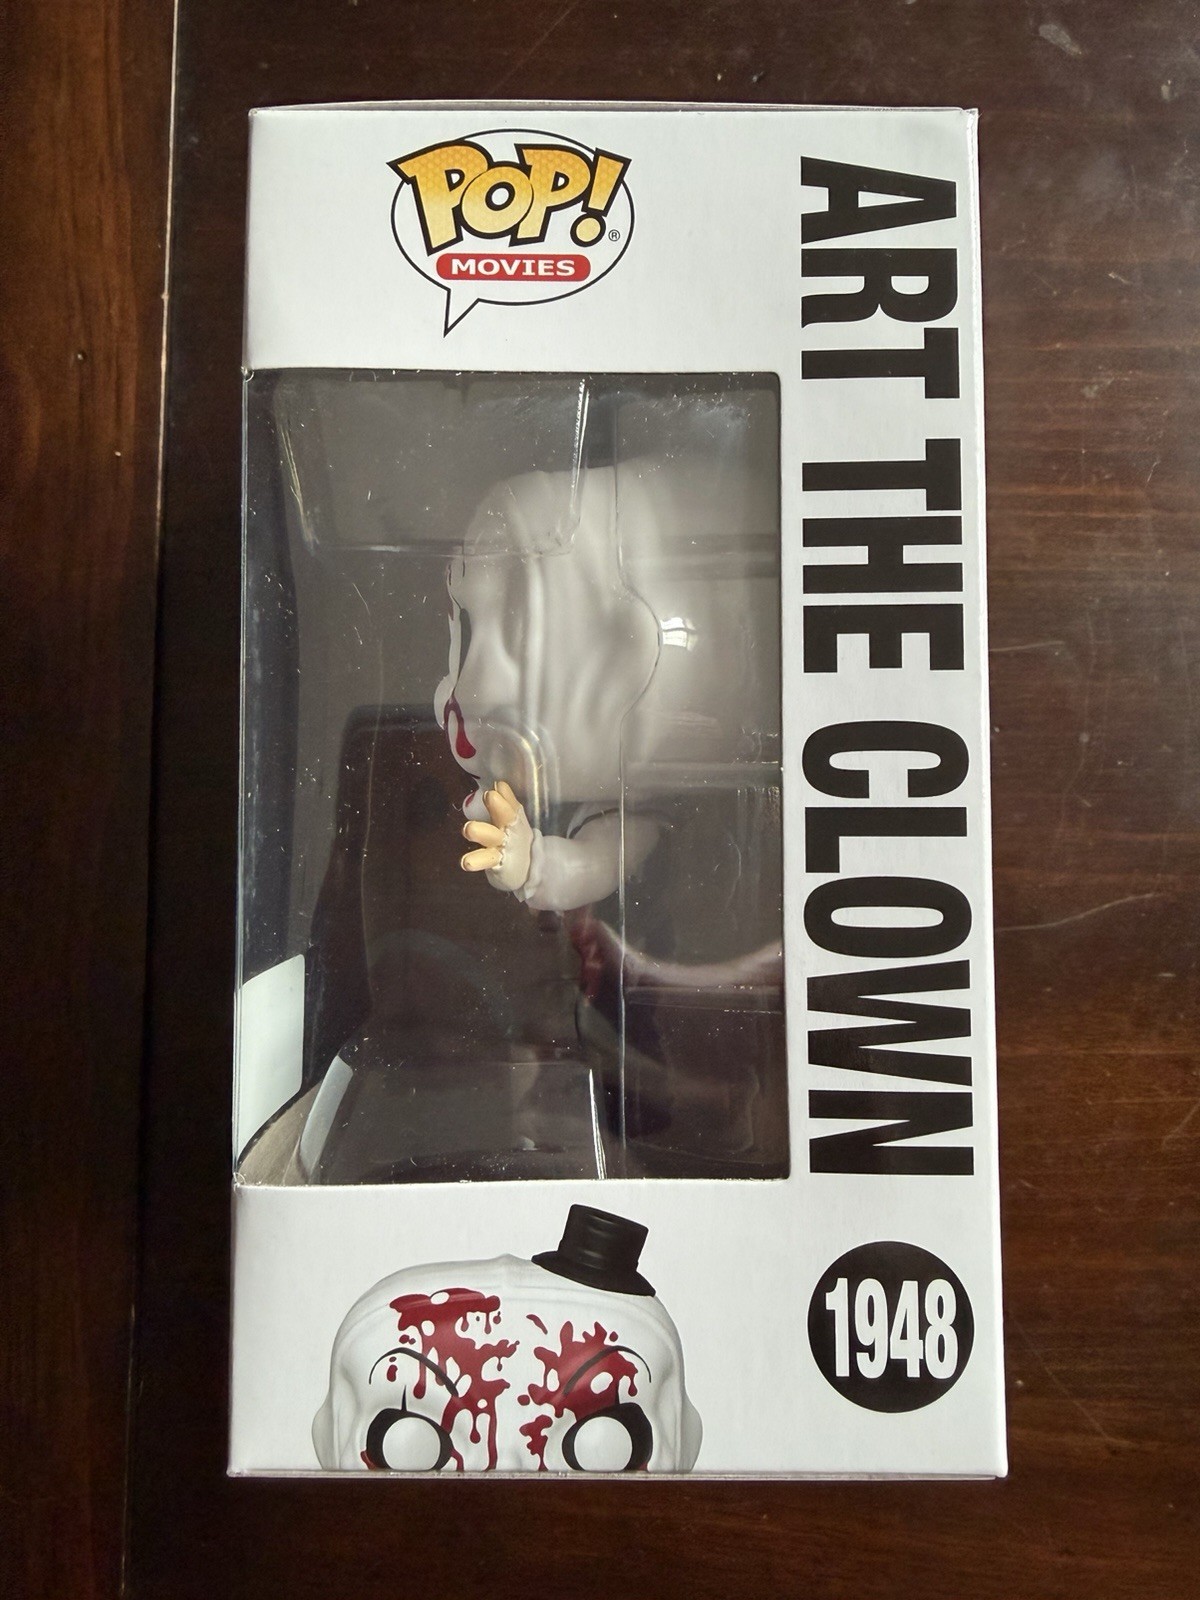 POP!®
MOVIES
ART THE CLOWN
1948